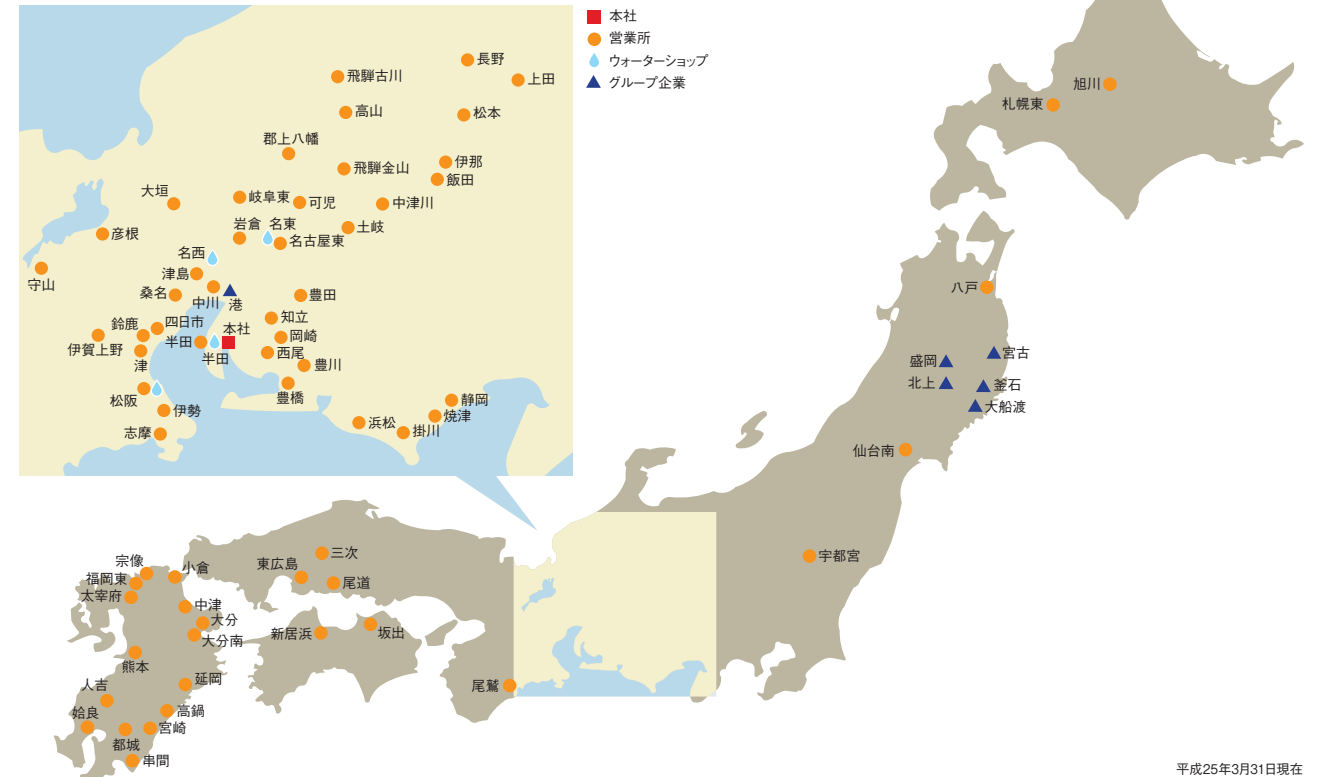 本社
営業所
ウォーターショップ
グループ企業
長野
上田
飛騨古川
高山
松本
郡上八幡
飛騨金山
伊那
飯田
大垣
岐阜東
可児
中津川
土岐
岩倉
名東
名古屋東
彦根
守山
名西
津島
桑名
中川
港
豊田
知立
岡崎
西尾
豊川
豊橋
鈴鹿
四日市
伊賀上野
津
半田
半田
本社
松阪
伊勢
志摩
静岡
焼津
浜松
掛川
旭川
札幌東
八戸
宮古
盛岡
北上
釜石
大船渡
仙台南
宇都宮
三次
東広島
尾道
宗像
小倉
福岡東
太宰府
中津
大分
大分南
新居浜
坂出
熊本
延岡
人吉
姶良
高鍋
宮崎
都城
串間
尾鷲
平成25年3月31日現在